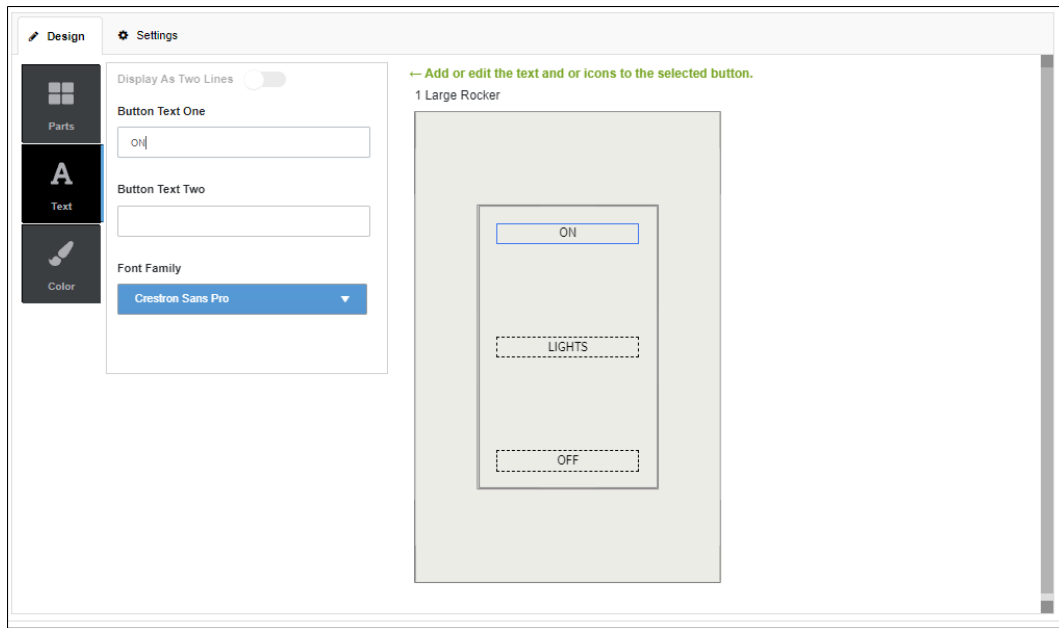 Design
Settings
Parts
Text
Color
Display As Two Lines
Button Text One
ON
Button Text Two
Font Family
Crestron Sans Pro
← Add or edit the text and or icons to the selected button.
1 Large Rocker
ON
LIGHTS
OFF